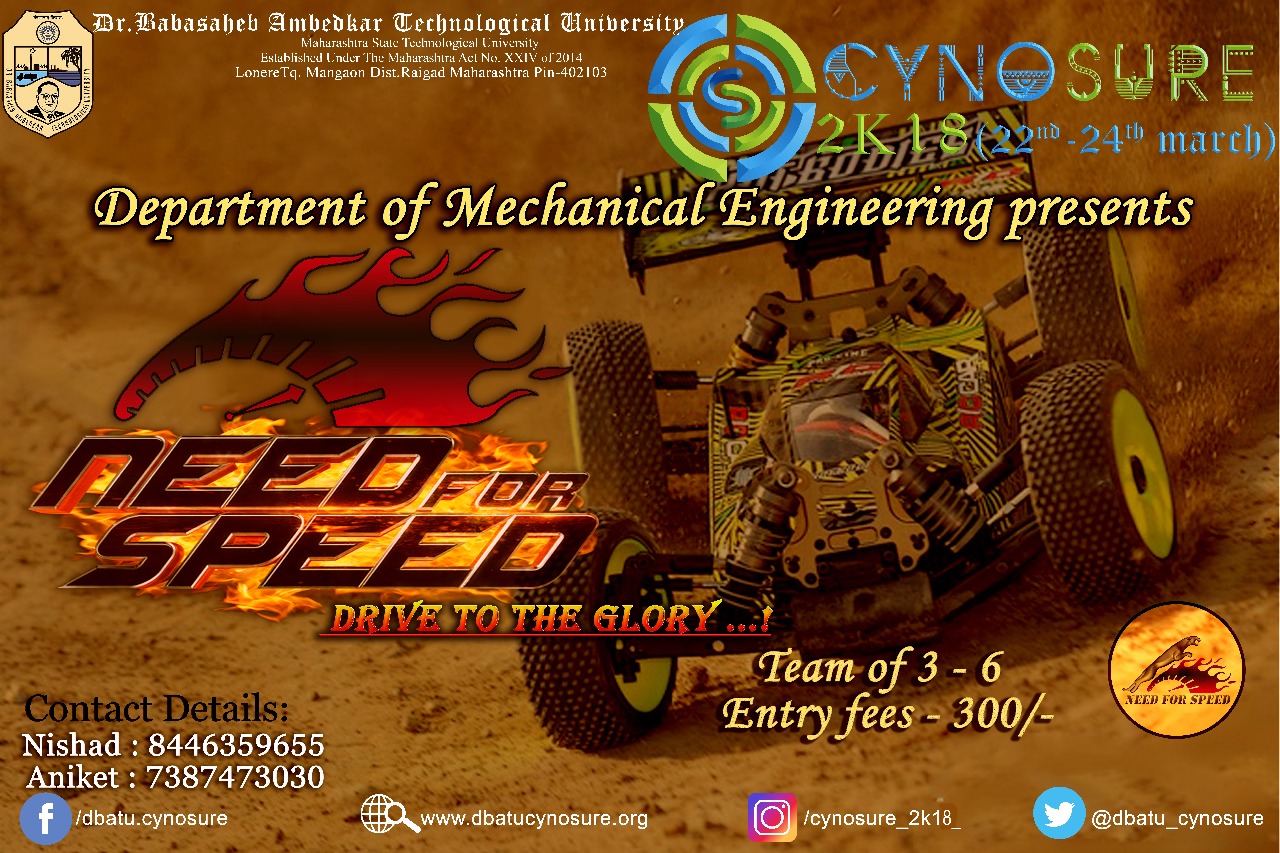 Dr.Babasaheb Ambedkar Technological University
Maharashtra State Technological University
Established Under The Maharashtra Act No. XXIV of 2014
LonereTq. Mangaon Dist.Raigad Maharashtra Pin-402103
CYNOSURE
2K18 (22nd -24th march)
Department of Mechanical Engineering presents
NEED FOR
SPEED
DRIVE TO THE GLORY ...!
Team of 3 - 6
Entry fees - 300/-
NEED FOR SPEED
Contact Details:
Nishad : 8446359655
Aniket : 7387473030
/dbatu.cynosure
www.dbatucynosure.org
/cynosure_2k18_
@dbatu_cynosure